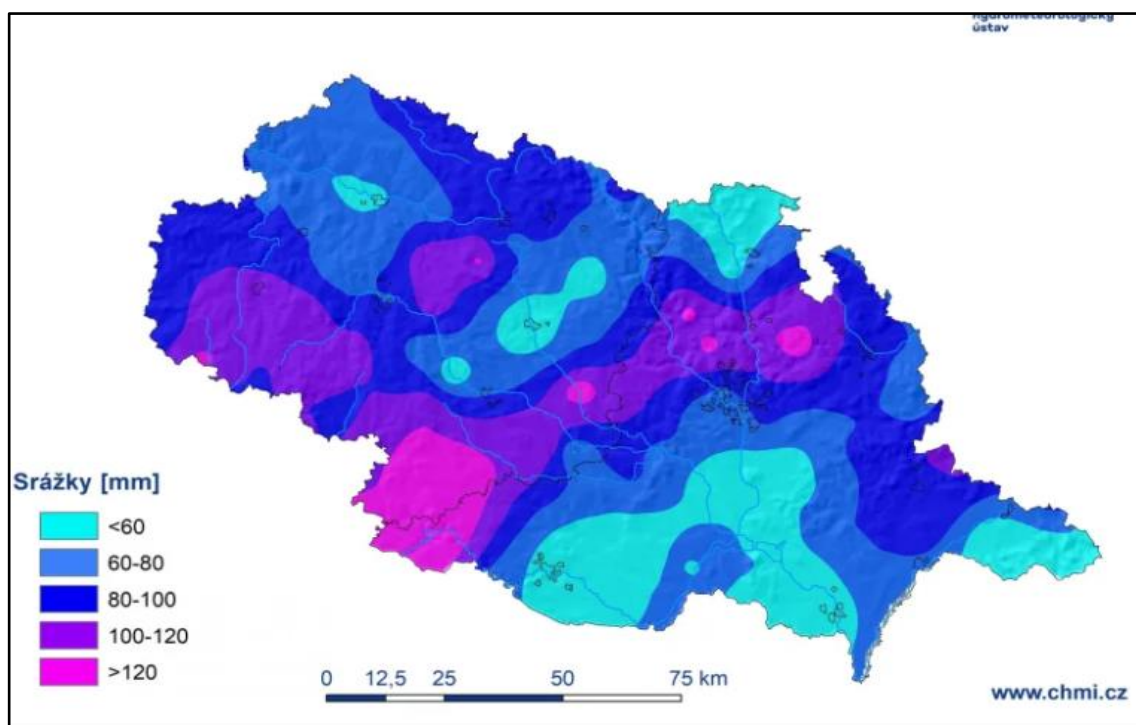 hydrometeorologický
ústav
Srážky [mm]
<60
60-80
80-100
100-120
>120
0 12,5 25 50 75 km
www.chmi.cz